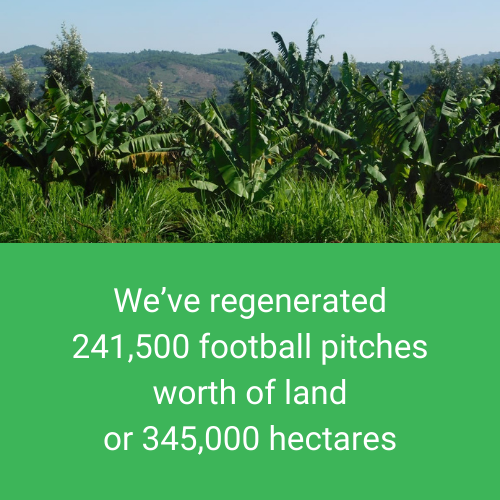 We’ve regenerated
241,500 football pitches
worth of land
or 345,000 hectares